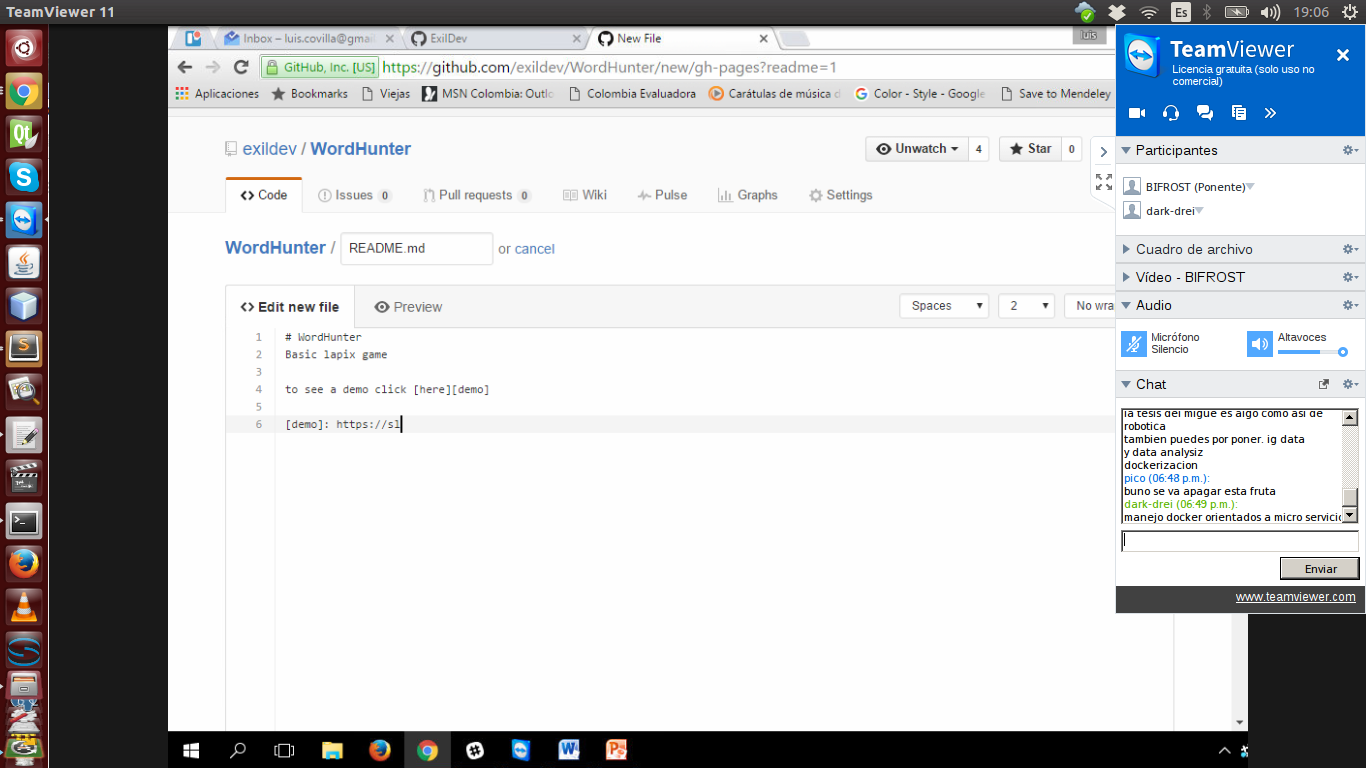 TeamViewer 11
Es
19:06
Inbox – luis.covilla@gmai
ExilDev
New File
luis
GitHub, Inc. [US]
https://github.com/exildev/WordHunter/new/gh-pages?readme=1
Aplicaciones
Bookmarks
Viejas
MSN Colombia: Outlo
Colombia Evaluadora
Carátulas de música d
Color - Style - Google
Save to Mendeley
exildev / WordHunter
Unwatch
4
Star
0
Code
Issues 0
Pull requests 0
Wiki
Pulse
Graphs
Settings
WordHunter /
README.md
or cancel
Edit new file
Preview
Spaces
2
No wra
1 # WordHunter
2 Basic lapix game
3
4 to see a demo click [here][demo]
5
6 [demo]: https://sl
TeamViewer
Licencia gratuita (solo uso no
comercial)
Participantes
BIFROST (Ponente)
dark-drei
Cuadro de archivo
Vídeo - BIFROST
Audio
Micrófono
Silencio
Altavoces
Chat
la tesis del migue es algo como asi de
robotica
tambien puedes por poner. ig data
y data analysiz
dockerizacion
pico (06:48 p.m.):
buno se va apagar esta fruta
dark-drei (06:49 p.m.):
manejo docker orientados a micro servicio
Enviar
www.teamviewer.com